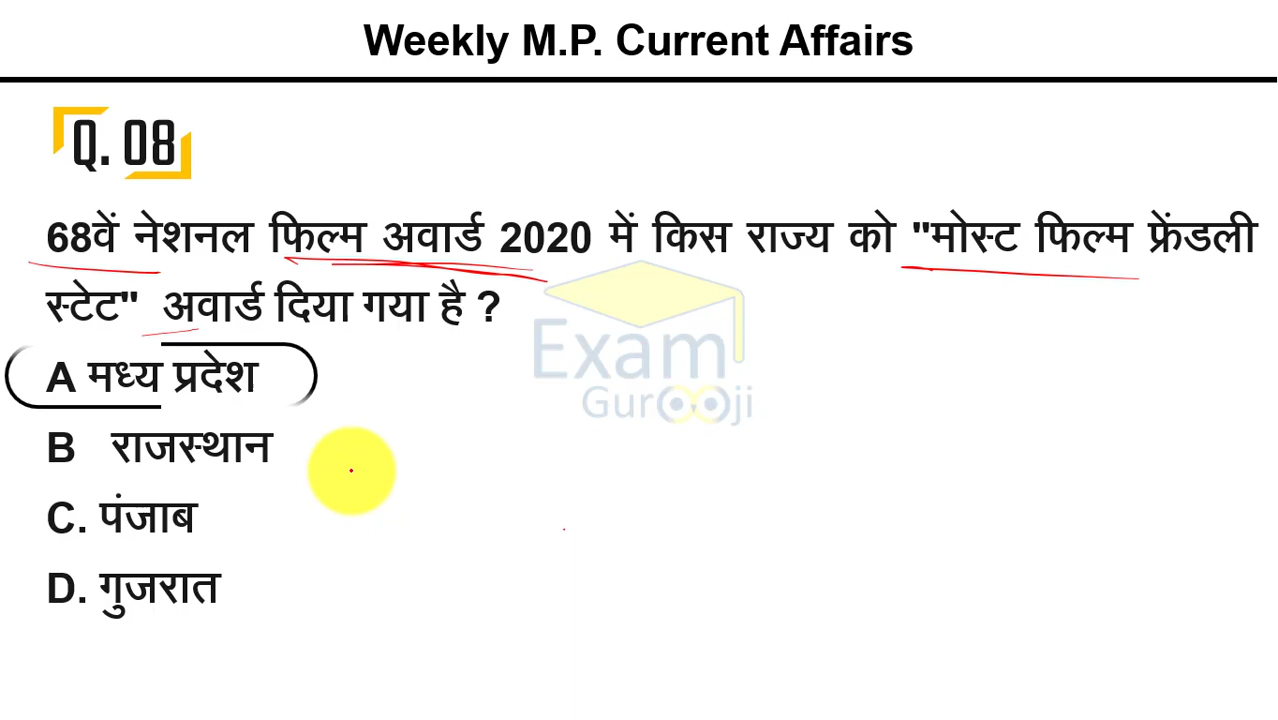 Weekly M.P. Current Affairs
Q. 08
68वें नेशनल फिल्म अवार्ड 2020 में किस राज्य को "मोस्ट फिल्म फ्रेंडली
स्टेट" अवार्ड दिया गया है ?
Exam
Gurooji
A मध्य प्रदेश
B राजस्थान
C. पंजाब
D. गुजरात